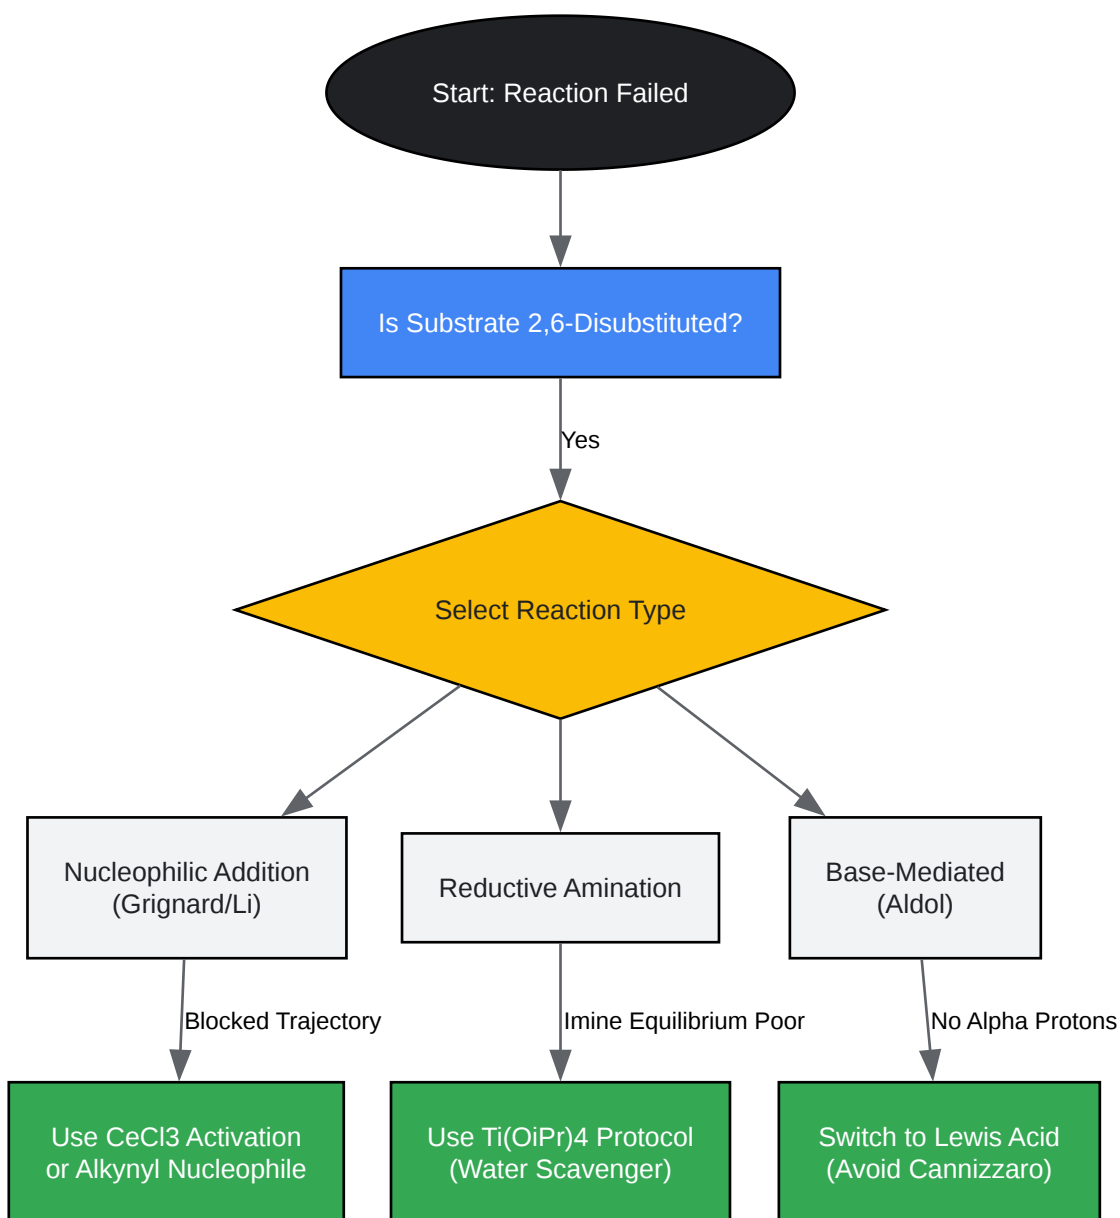 Start: Reaction Failed
Is Substrate 2,6-Disubstituted?
Yes
Select Reaction Type
Nucleophilic Addition
(Grignard/Li)
Reductive Amination
Base-Mediated
(Aldol)
Blocked Trajectory
Imine Equilibrium Poor
No Alpha Protons
Use CeCl3 Activation
or Alkynyl Nucleophile
Use Ti(OiPr)4 Protocol
(Water Scavenger)
Switch to Lewis Acid
(Avoid Cannizzaro)